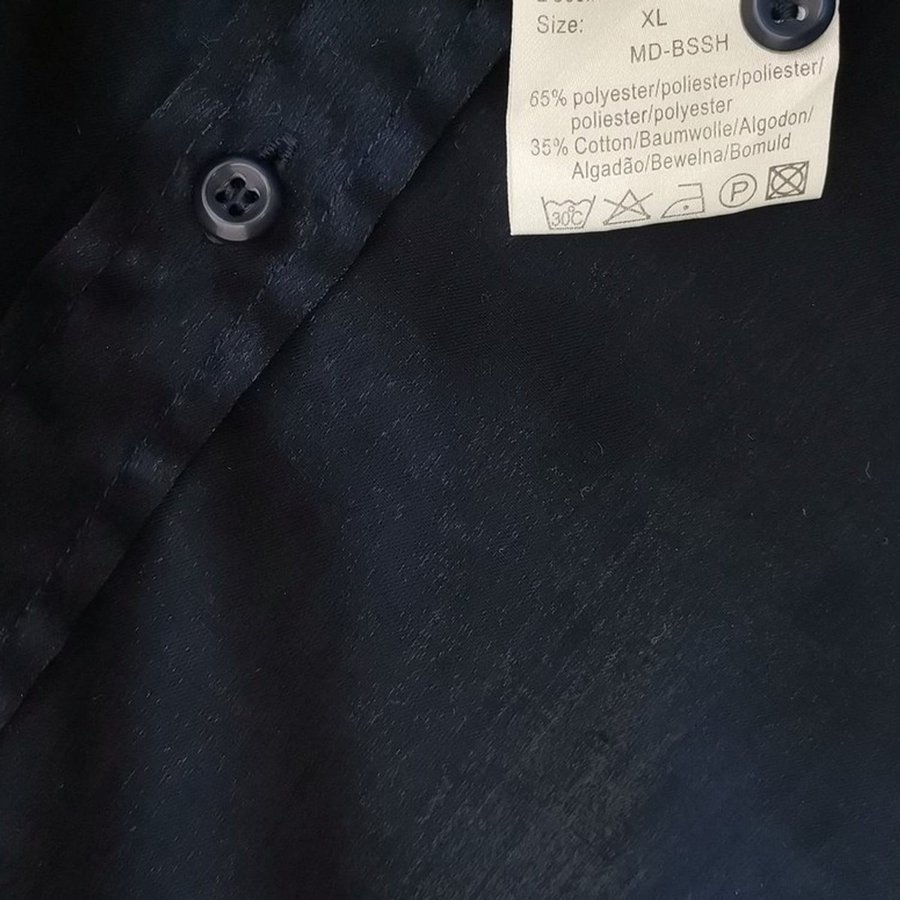 Size: XL
MD-BSSH
65% polyester/poliester/poliester/
poliester/polyester
35% Cotton/Baumwolle/Algodon/
Algadão/Bewelna/Bomuld
30C P